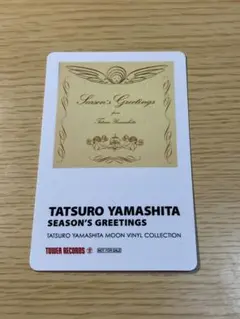 Season's Greetings
from
Tatsuro Yamashita
TATSURO YAMASHITA
SEASON'S GREETINGS
TATSURO YAMASHITA MOON VINYL COLLECTION
TOWER RECORDS NOT FOR SALE